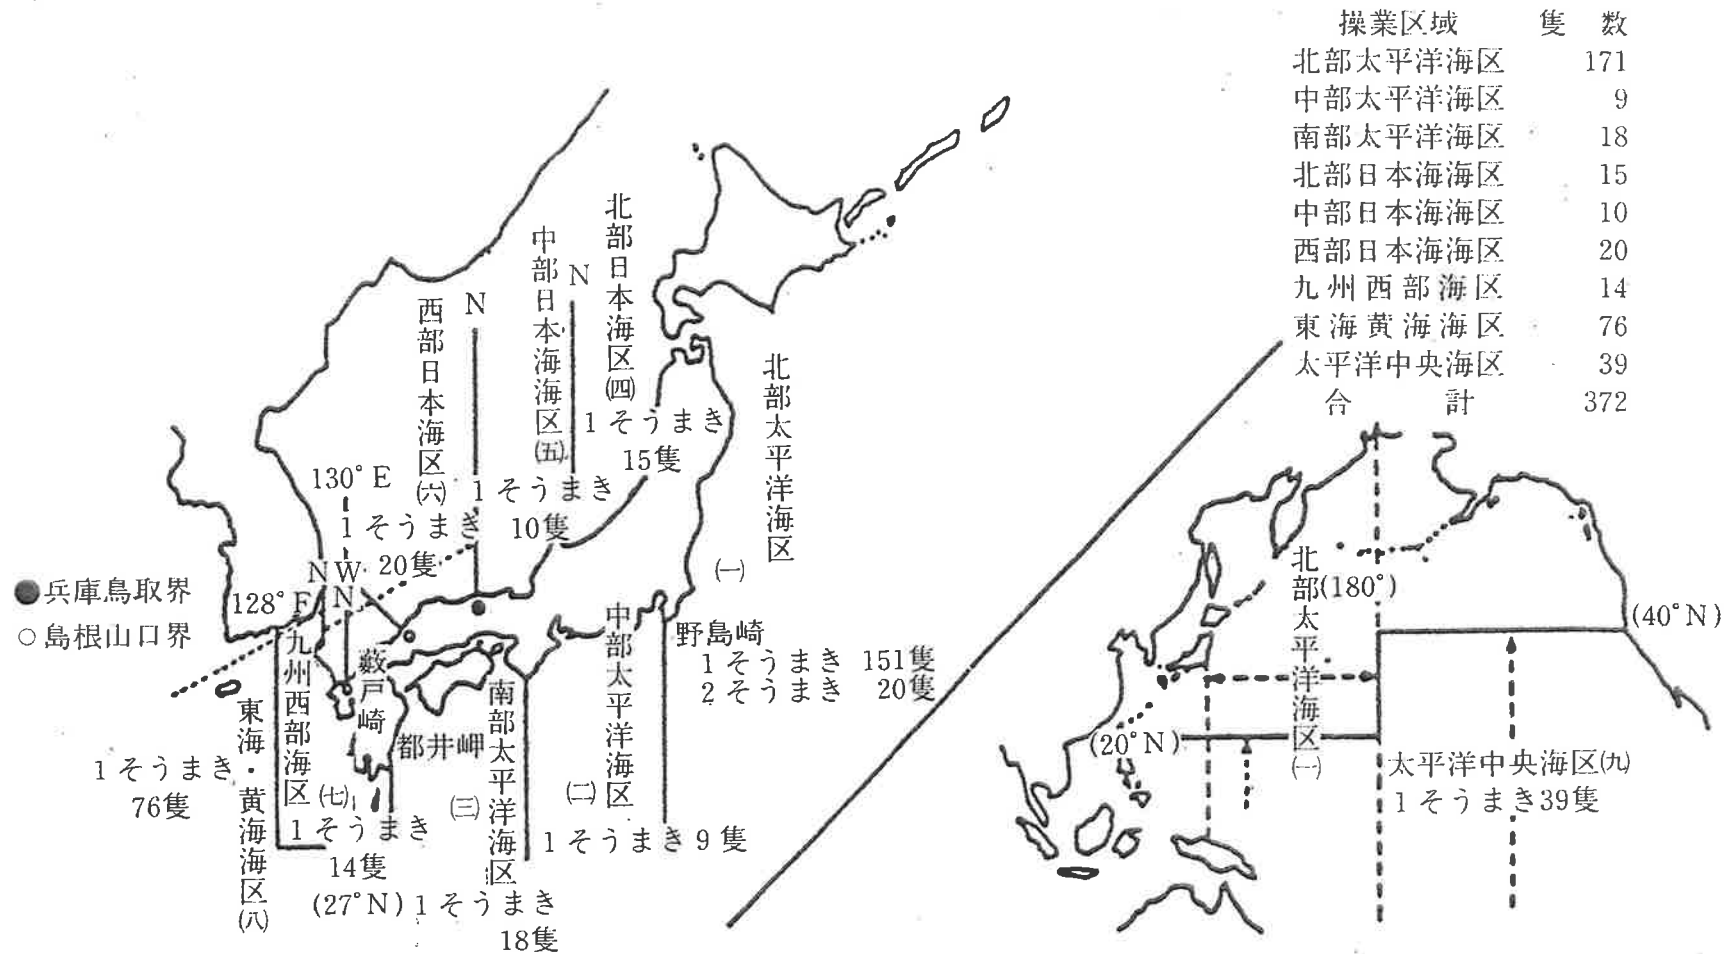 操業区域 隻数
北部太平洋海区 171
中部太平洋海区 9
南部太平洋海区 18
北部日本海海区 15
中部日本海海区 10
西部日本海海区 20
九州西部海区 14
東海黄海海区 76
太平洋中央海区 39
合計 372
北部日本海区㈣
1そうまき
15隻
N
中部日本海海区㈤
1そうまき
10隻
N
西部日本海区㈥
1そうまき
20隻
130°E
北部太平洋海区
㈠
N
W
N
128°E
●兵庫鳥取界
○島根山口界
野島崎
1そうまき 151隻
2そうまき 20隻
中部太平洋海区
㈡
1そうまき9隻
南部太平洋海区
㈢
1そうまき
18隻
藪戸崎
都井岬
九州西部海区
㈦
1そうまき
14隻
(27°N)
東海・黄海海区㈧
1そうまき
76隻
北部太平洋海区㈠
(180°)
(40°N)
(20°N)
太平洋中央海区㈨
1そうまき39隻